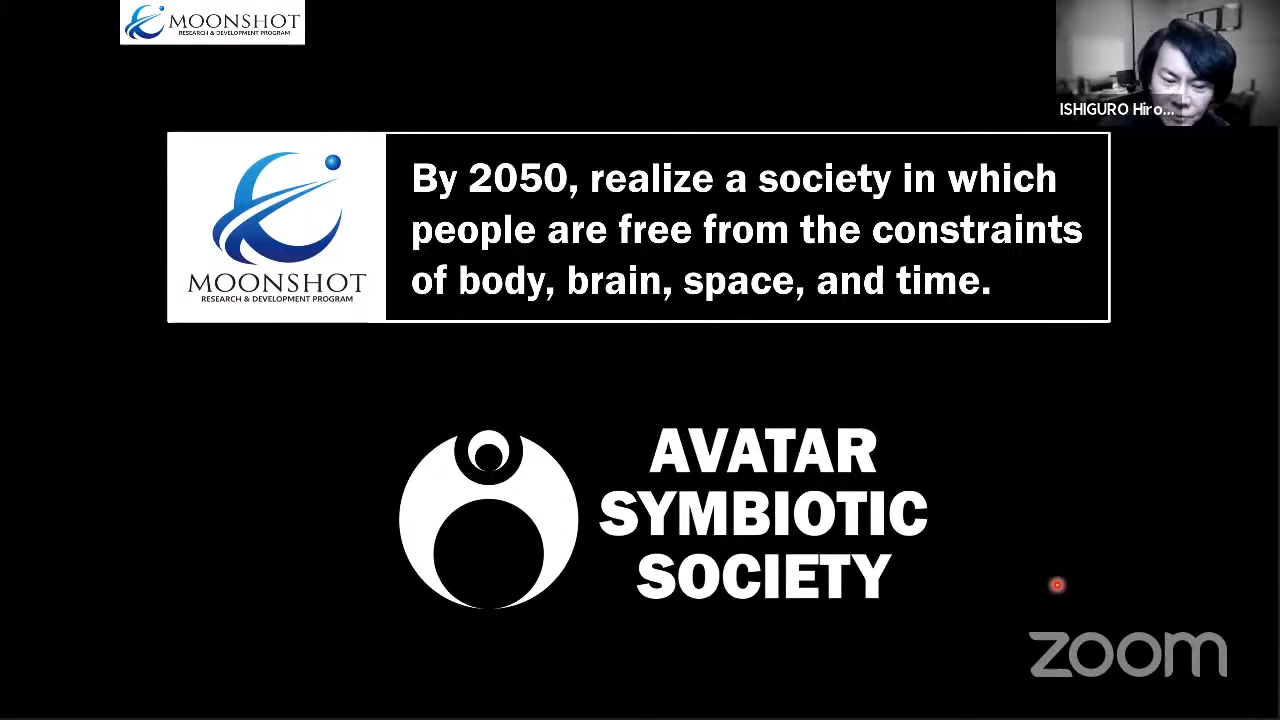 MOONSHOT
RESEARCH & DEVELOPMENT PROGRAM
ISHIGURO Hiro...
By 2050, realize a society in which
people are free from the constraints
of body, brain, space, and time.
MOONSHOT
RESEARCH & DEVELOPMENT PROGRAM
AVATAR
SYMBIOTIC
SOCIETY
zoom